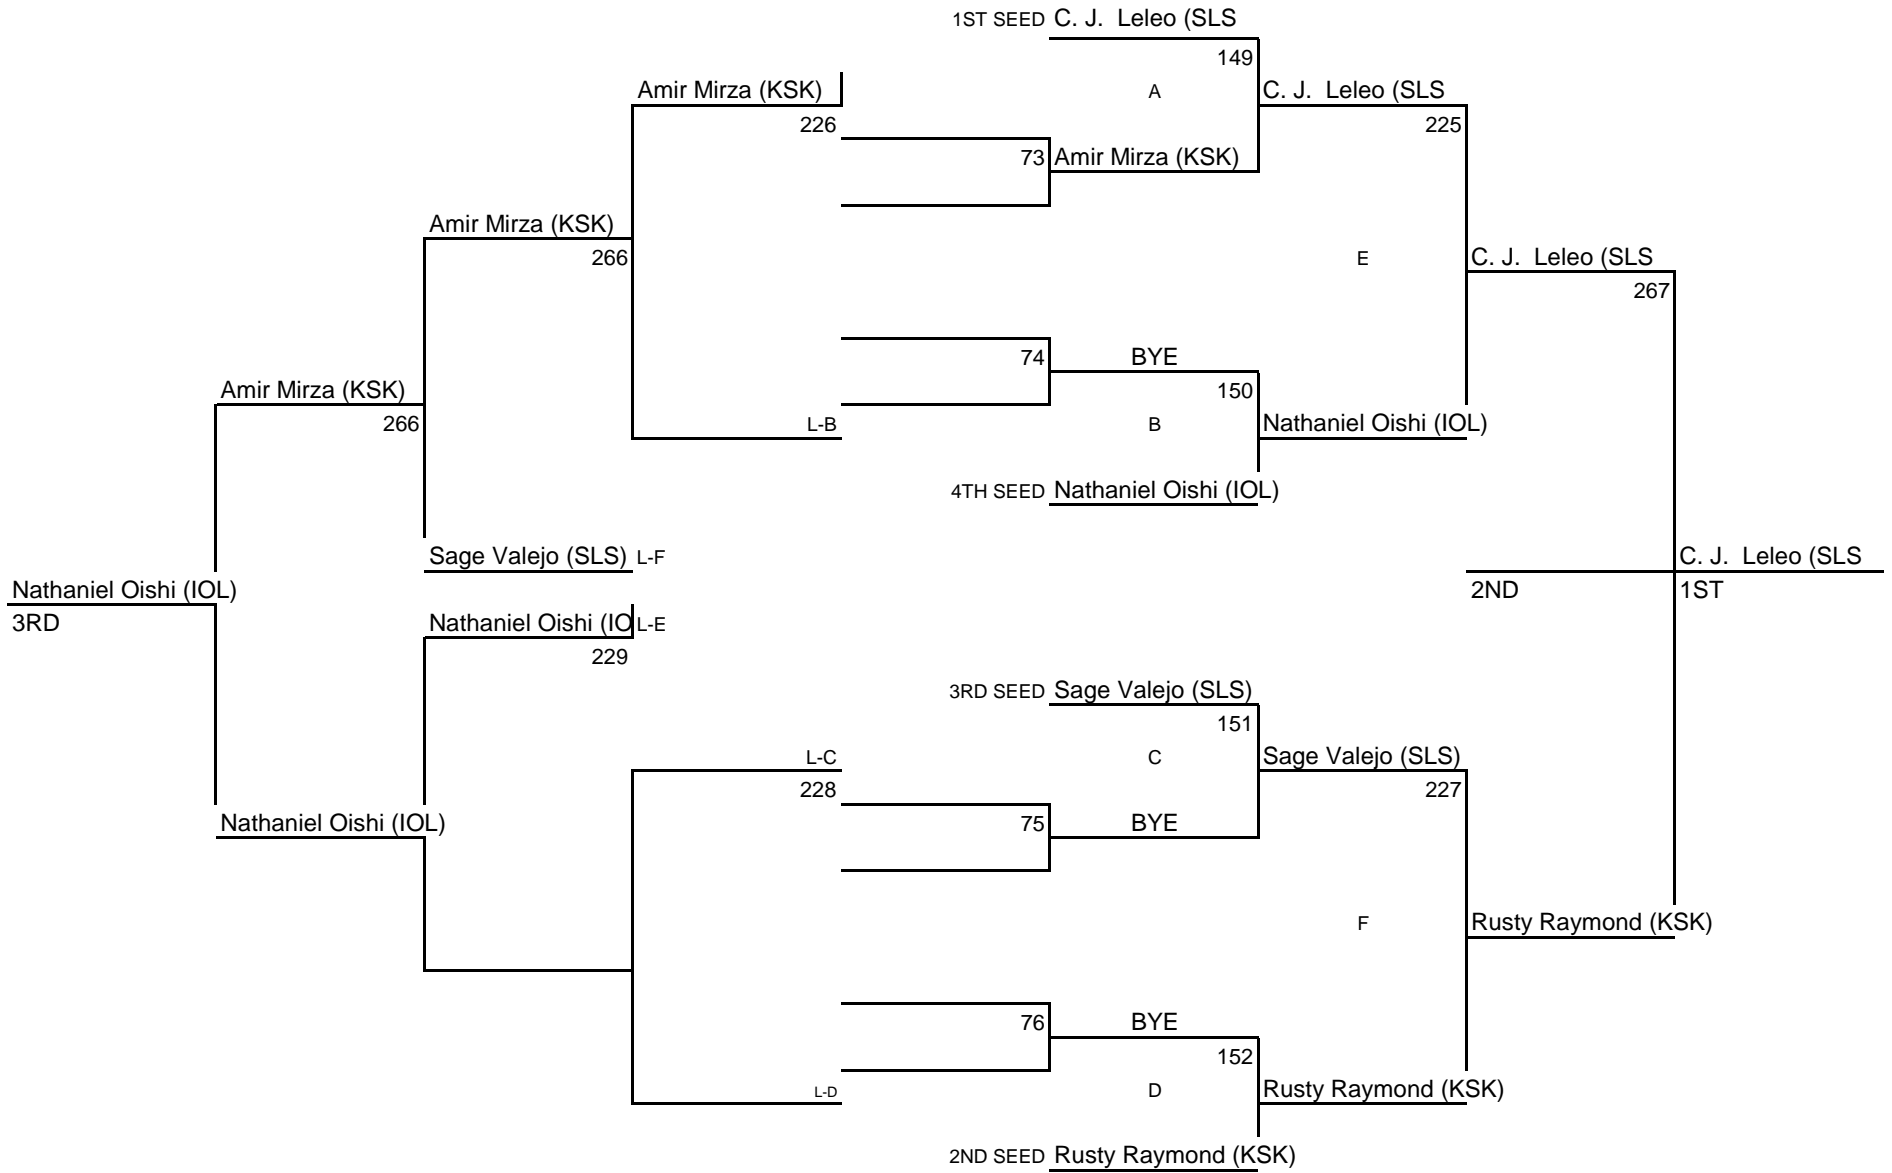 1ST SEED C. J. Leleo (SLS
149
Amir Mirza (KSK)
A
C. J. Leleo (SLS
226
225
73
Amir Mirza (KSK)
Amir Mirza (KSK)
266
E
C. J. Leleo (SLS
267
74
BYE
Amir Mirza (KSK)
150
266
L-B
B
Nathaniel Oishi (IOL)
4TH SEED Nathaniel Oishi (IOL)
Sage Valejo (SLS) L-F
C. J. Leleo (SLS
Nathaniel Oishi (IOL)
2ND
1ST
3RD
Nathaniel Oishi (IO L-E
229
3RD SEED Sage Valejo (SLS)
151
L-C
C
Sage Valejo (SLS)
228
227
Nathaniel Oishi (IOL)
75
BYE
F
Rusty Raymond (KSK)
76
BYE
152
L-D
D
Rusty Raymond (KSK)
2ND SEED Rusty Raymond (KSK)